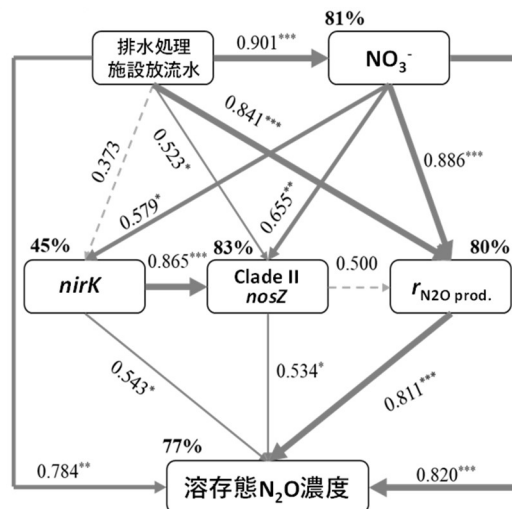 81%
排水処理
施設放流水
0.901***
NO₃⁻
0.373
0.523*
0.841***
0.579*
0.655**
0.886***
45%
nirK
0.865***
83%
Clade II
nosZ
0.500
80%
r N2O prod.
0.543*
0.534*
0.811***
77%
溶存態N₂O濃度
0.784**
0.820***